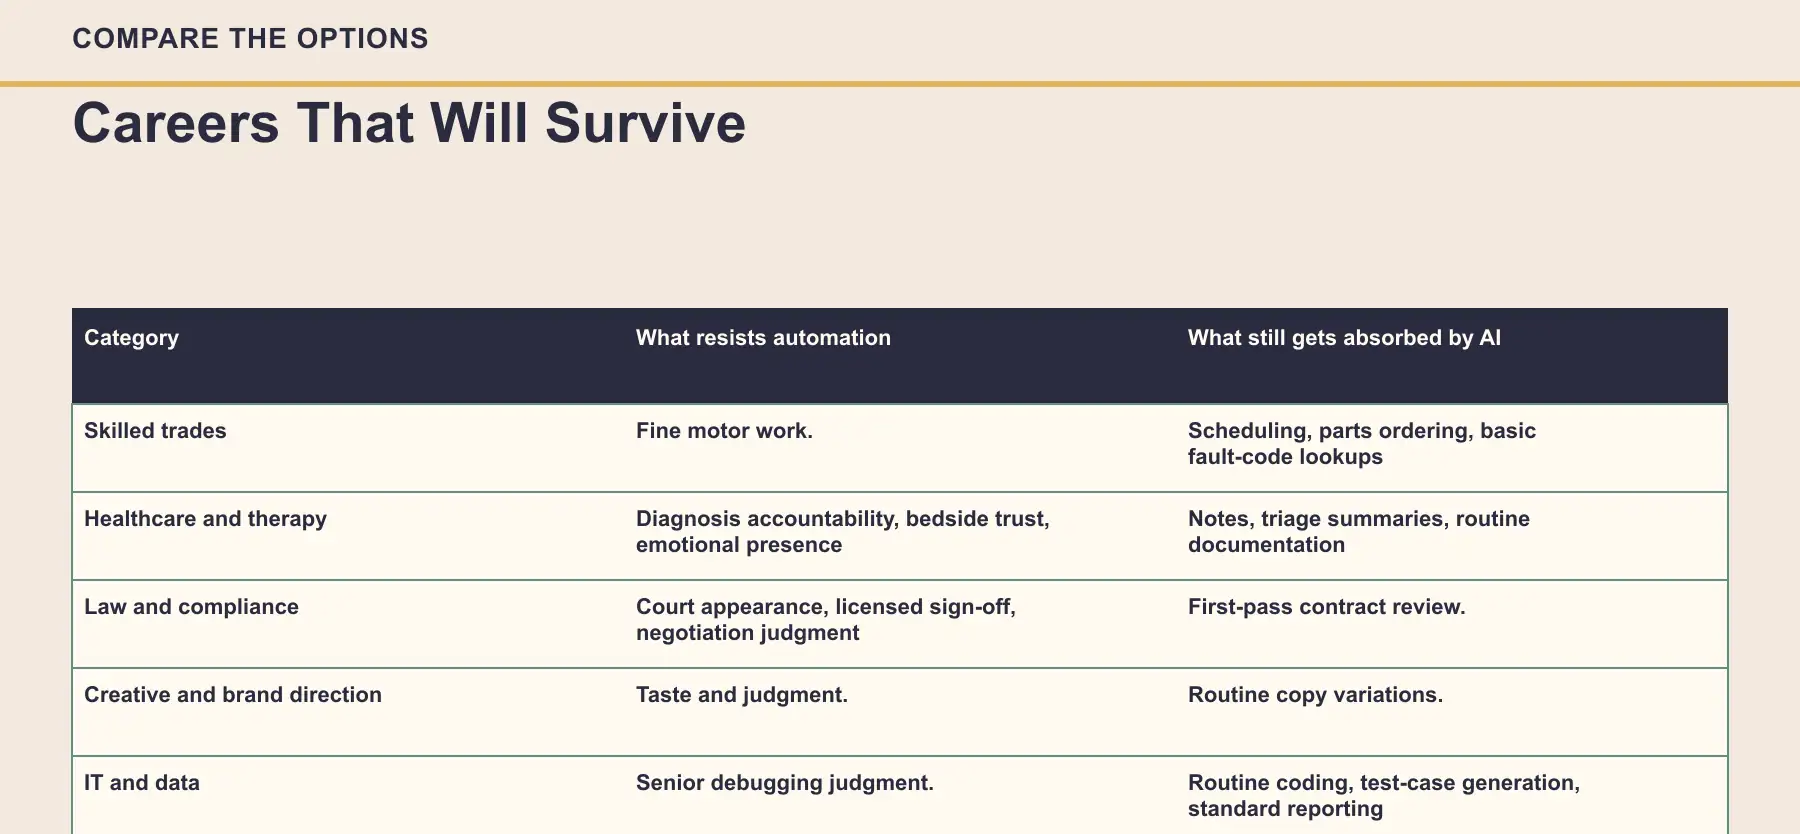 COMPARE THE OPTIONS
Careers That Will Survive
Category
What resists automation
What still gets absorbed by AI
Skilled trades
Fine motor work.
Scheduling, parts ordering, basic
fault-code lookups
Healthcare and therapy
Diagnosis accountability, bedside trust,
emotional presence
Notes, triage summaries, routine
documentation
Law and compliance
Court appearance, licensed sign-off,
negotiation judgment
First-pass contract review.
Creative and brand direction
Taste and judgment.
Routine copy variations.
IT and data
Senior debugging judgment.
Routine coding, test-case generation,
standard reporting